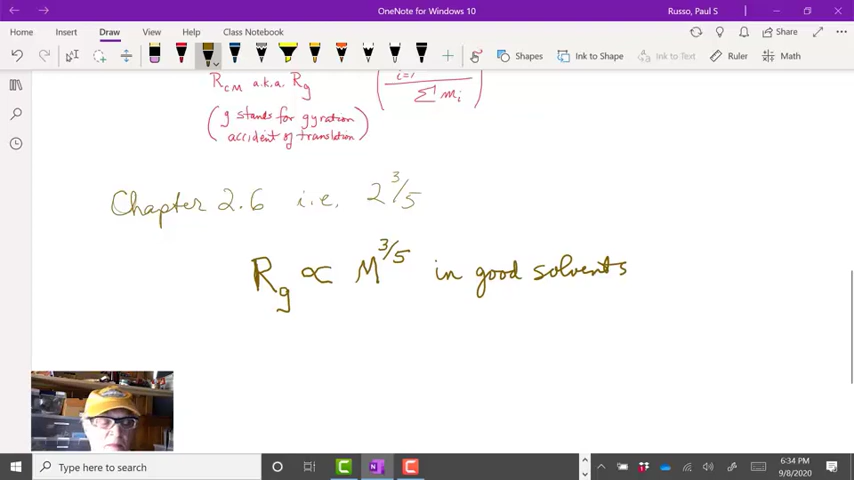 OneNote for Windows 10
Russo, Paul S
Home Insert Draw View Help Class Notebook
Share
Shapes Ink to Shape Ink to Text Ruler Math
R_CM a.k.a. R_g
i=1
Σ m_i
(g stands for gyration
accident of translation)
Chapter 2.6 i.e. 2 3/5
R_g ∝ M^3/5 in good solvents
Type here to search
6:34 PM
9/8/2020